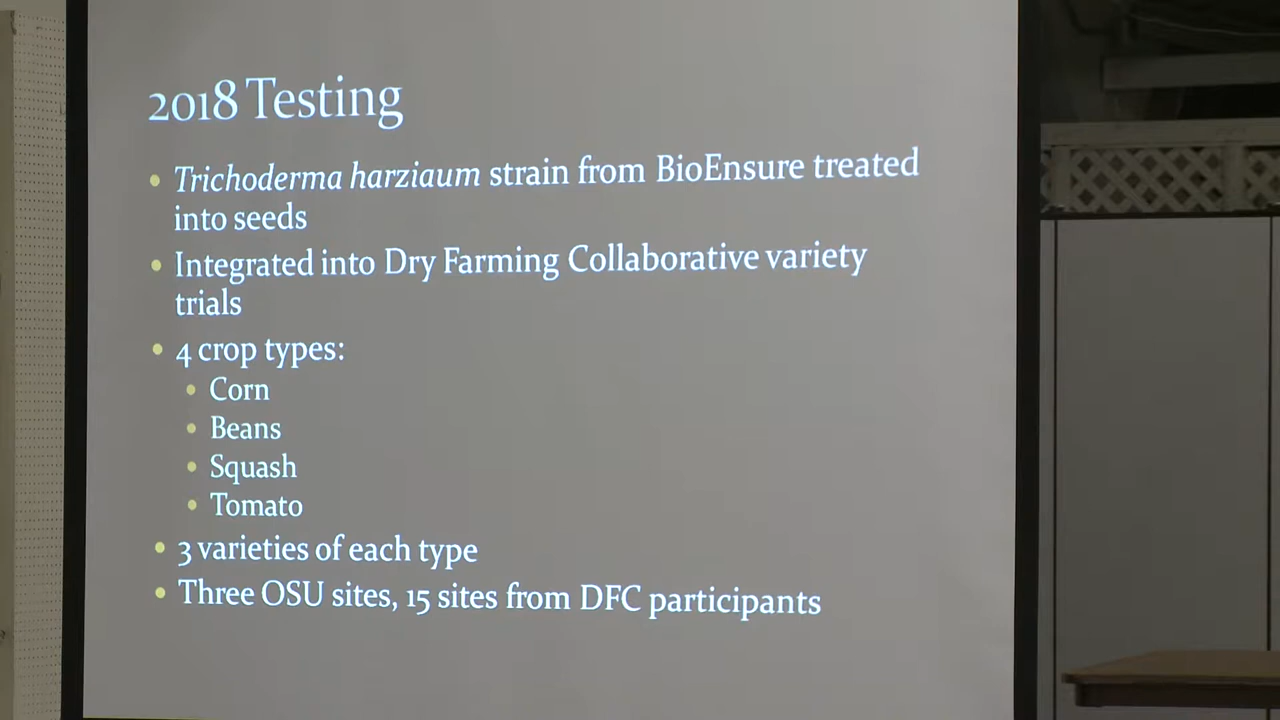 2018 Testing
• Trichoderma harziaum strain from BioEnsure treated
into seeds
• Integrated into Dry Farming Collaborative variety
trials
• 4 crop types:
• Corn
• Beans
• Squash
• Tomato
• 3 varieties of each type
• Three OSU sites, 15 sites from DFC participants